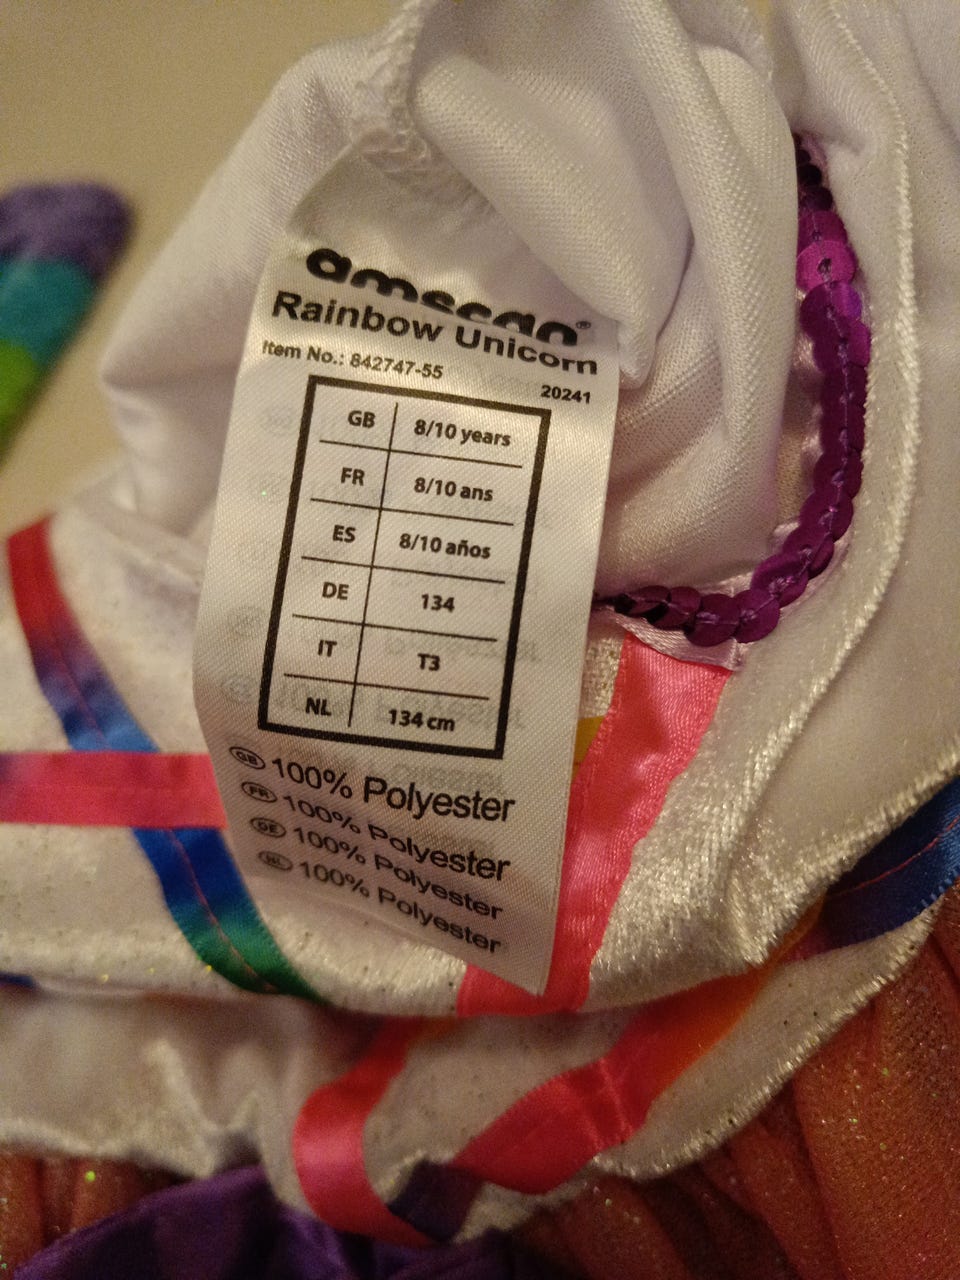 amscan®
Rainbow Unicorn
Item No.: 842747-55
20241
GB 8/10 years
FR 8/10 ans
ES 8/10 años
DE 134
IT T3
NL 134 cm
GB 100% Polyester
FR 100% Polyester
DE 100% Polyester
NL 100% Polyester